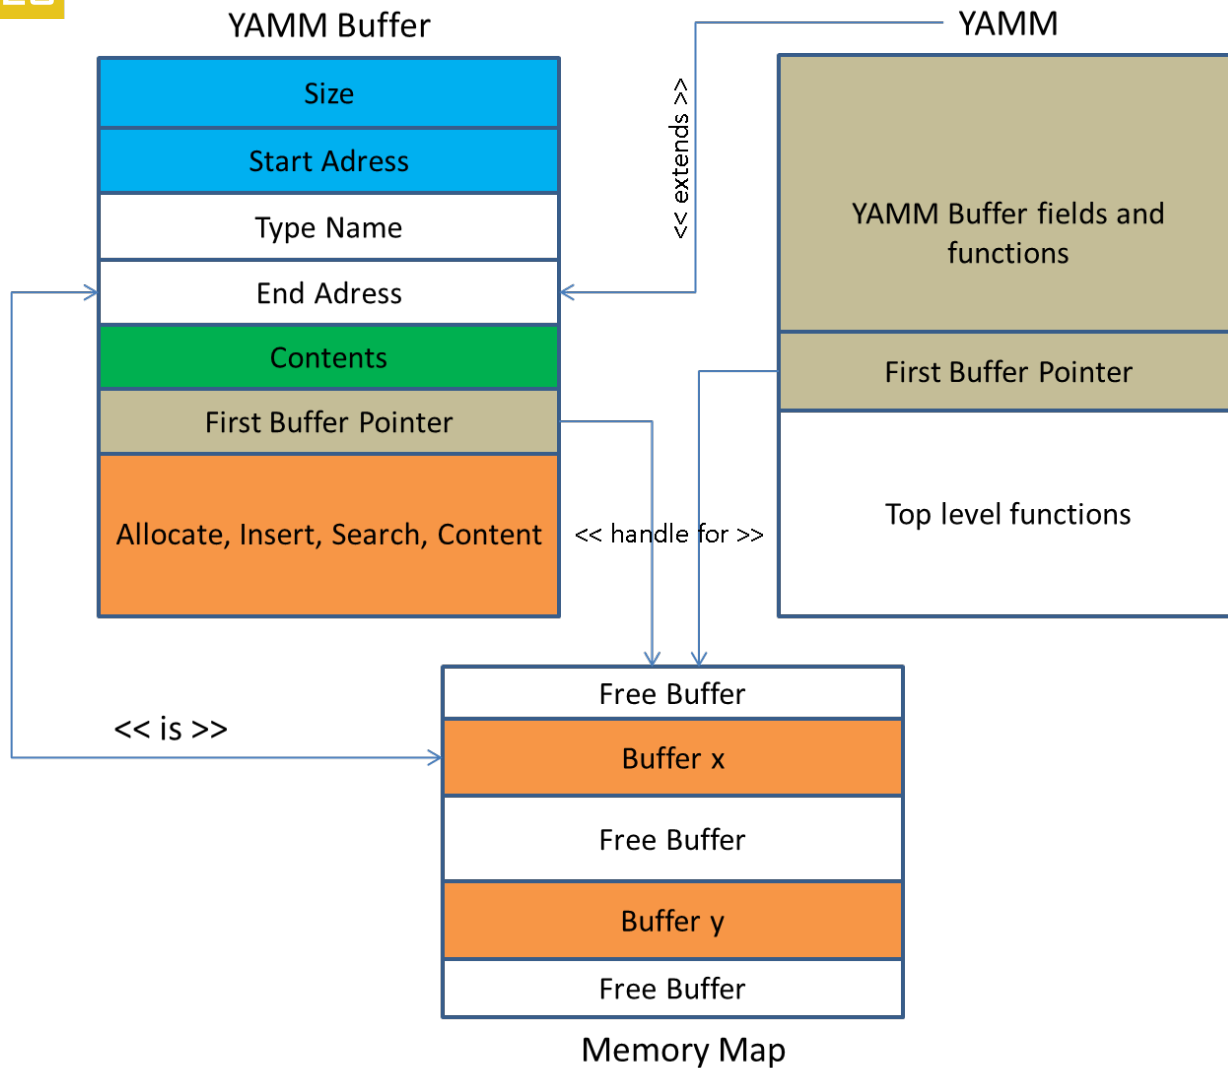 YAMM Buffer
YAMM
Size
Start Adress
Type Name
End Adress
Contents
First Buffer Pointer
Allocate, Insert, Search, Content
<< extends >>
YAMM Buffer fields and
functions
First Buffer Pointer
Top level functions
<< handle for >>
<< is >>
Free Buffer
Buffer x
Free Buffer
Buffer y
Free Buffer
Memory Map